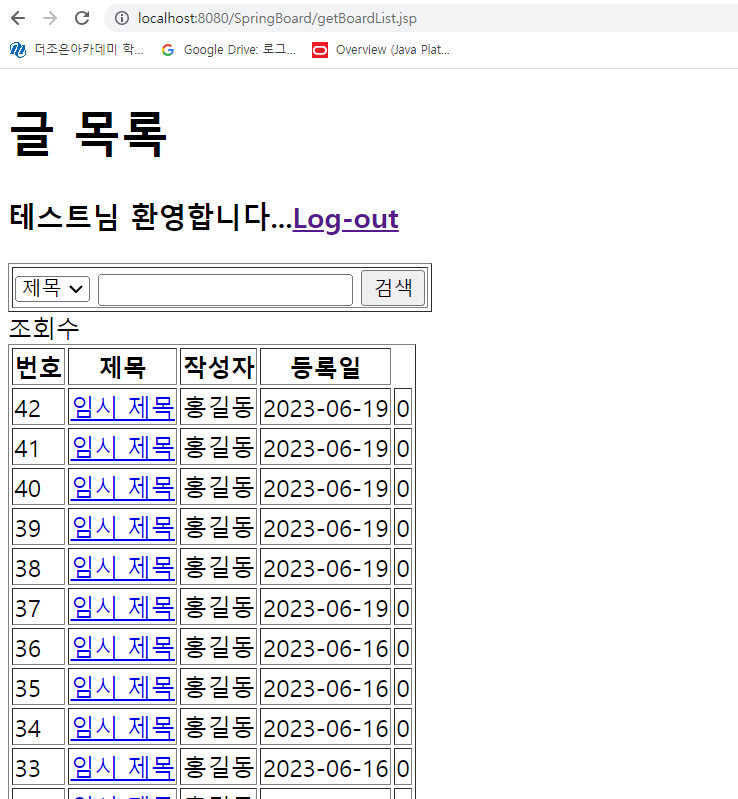 localhost:8080/SpringBoard/getBoardList.jsp
더조은아카데미 학... Google Drive: 로그... Overview (Java Plat...
글 목록
테스트님 환영합니다...Log-out
제목 검색
조회수
번호 제목 작성자 등록일
42 임시 제목 홍길동 2023-06-19 0
41 임시 제목 홍길동 2023-06-19 0
40 임시 제목 홍길동 2023-06-19 0
39 임시 제목 홍길동 2023-06-19 0
38 임시 제목 홍길동 2023-06-19 0
37 임시 제목 홍길동 2023-06-19 0
36 임시 제목 홍길동 2023-06-16 0
35 임시 제목 홍길동 2023-06-16 0
34 임시 제목 홍길동 2023-06-16 0
33 임시 제목 홍길동 2023-06-16 0